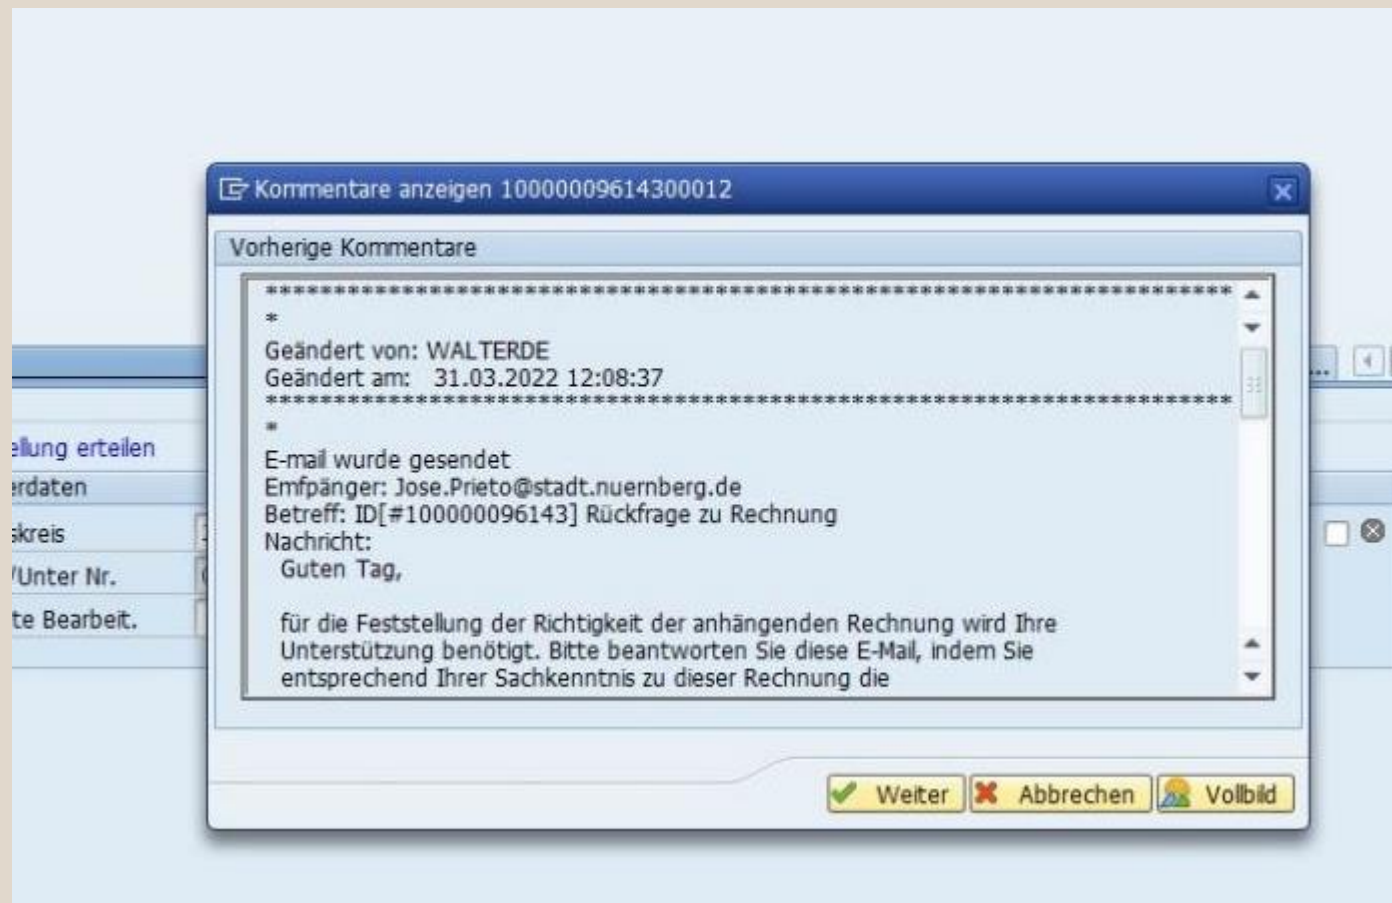 Kommentare anzeigen 10000009614300012
Vorherige Kommentare
***********************************************************************
*
Geändert von: WALTERDE
Geändert am: 31.03.2022 12:08:37
***********************************************************************
*
E-mail wurde gesendet
Emfpänger: Jose.Prieto@stadt.nuernberg.de
Betreff: ID[#100000096143] Rückfrage zu Rechnung
Nachricht:
Guten Tag,
für die Feststellung der Richtigkeit der anhängenden Rechnung wird Ihre
Unterstützung benötigt. Bitte beantworten Sie diese E-Mail, indem Sie
entsprechend Ihrer Sachkenntnis zu dieser Rechnung die
...
ellung erteilen
erdaten
skreis
/Unter Nr.
te Bearbeit.
Weiter Abbrechen Vollbild